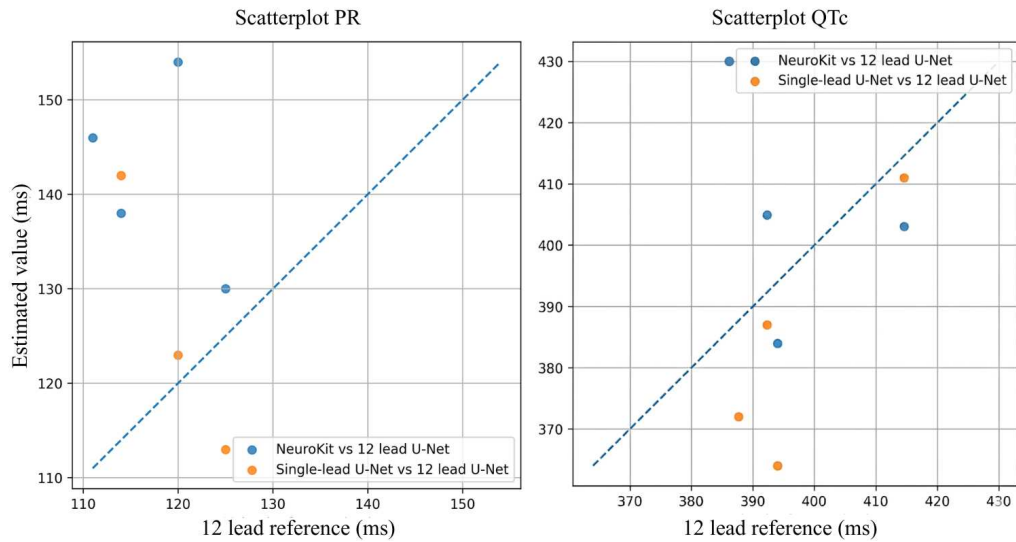 Scatterplot PR
Scatterplot QTc
Estimated value (ms)
150
140
130
120
110
110
120
130
140
150
NeuroKit vs 12 lead U-Net
Single-lead U-Net vs 12 lead U-Net
12 lead reference (ms)
430
420
410
400
390
380
370
370
380
390
400
410
420
430
NeuroKit vs 12 lead U-Net
Single-lead U-Net vs 12 lead U-Net
12 lead reference (ms)